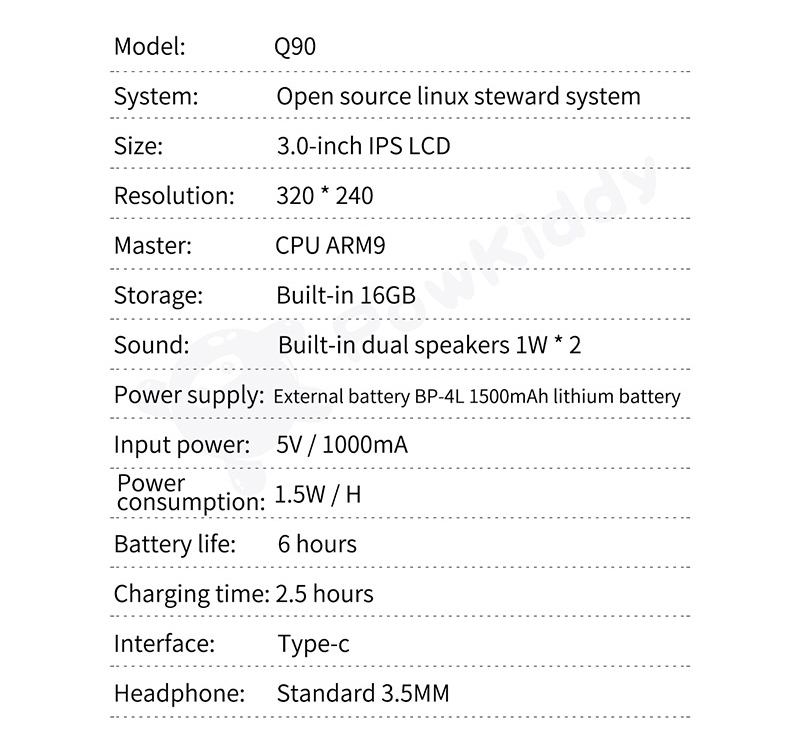 Model: Q90
System: Open source linux steward system
Size: 3.0-inch IPS LCD
Resolution: 320 * 240
Master: CPU ARM9
Storage: Built-in 16GB
Sound: Built-in dual speakers 1W * 2
Power supply: External battery BP-4L 1500mAh lithium battery
Input power: 5V / 1000mA
Power
consumption: 1.5W / H
Battery life: 6 hours
Charging time: 2.5 hours
Interface: Type-c
Headphone: Standard 3.5MM
PowKiddy